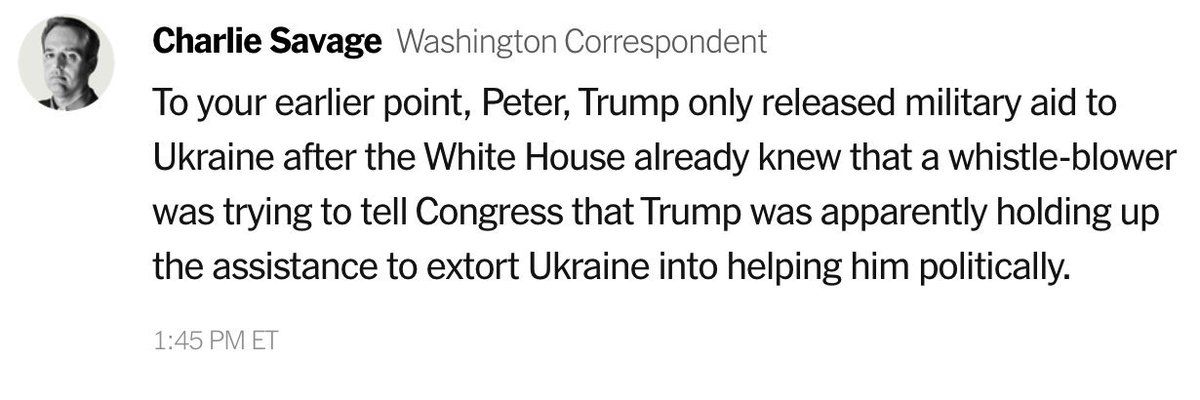 Charlie Savage Washington Correspondent
To your earlier point, Peter, Trump only released military aid to
Ukraine after the White House already knew that a whistle-blower
was trying to tell Congress that Trump was apparently holding up
the assistance to extort Ukraine into helping him politically.
1:45 PM ET